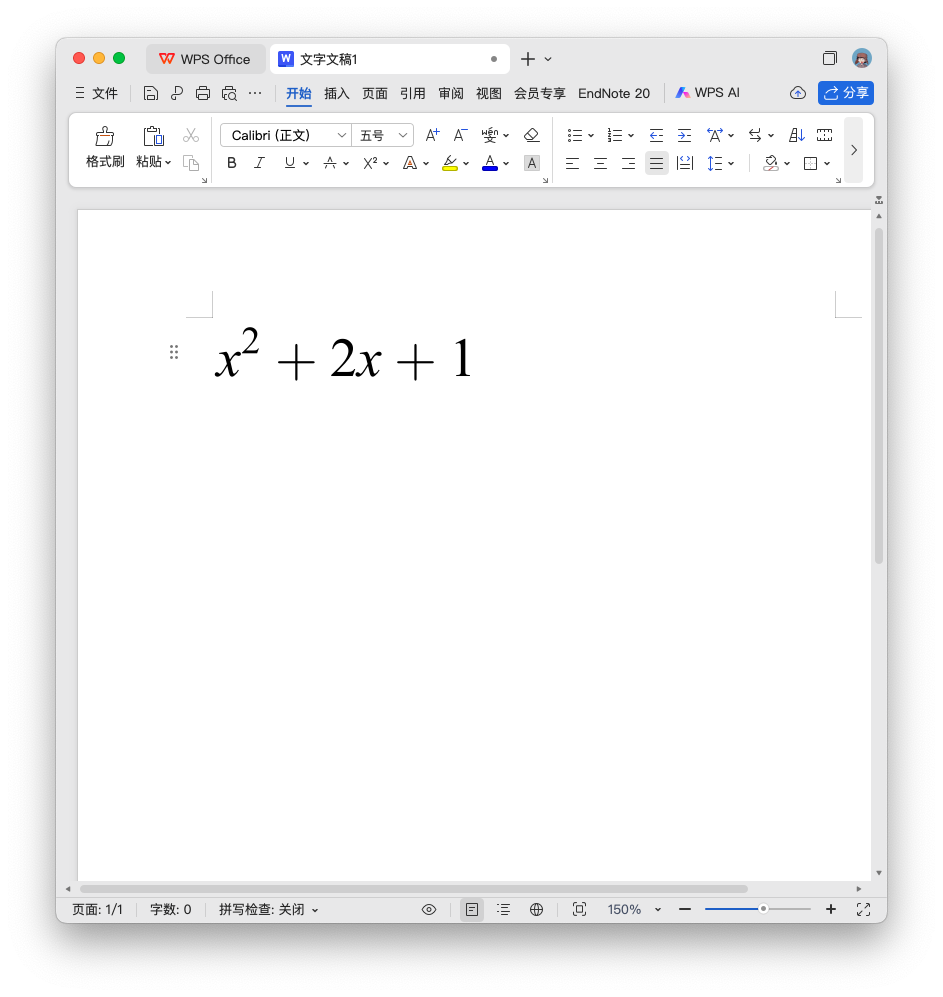 WPS Office
W 文字文稿1
文件
开始 插入 页面 引用 审阅 视图 会员专享 EndNote 20 WPS AI 分享
格式刷 粘贴 Calibri (正文) 五号 A+ A- wén 变
B I U X² A A A
x² + 2x + 1
页面: 1/1 字数: 0 拼写检查: 关闭 150%